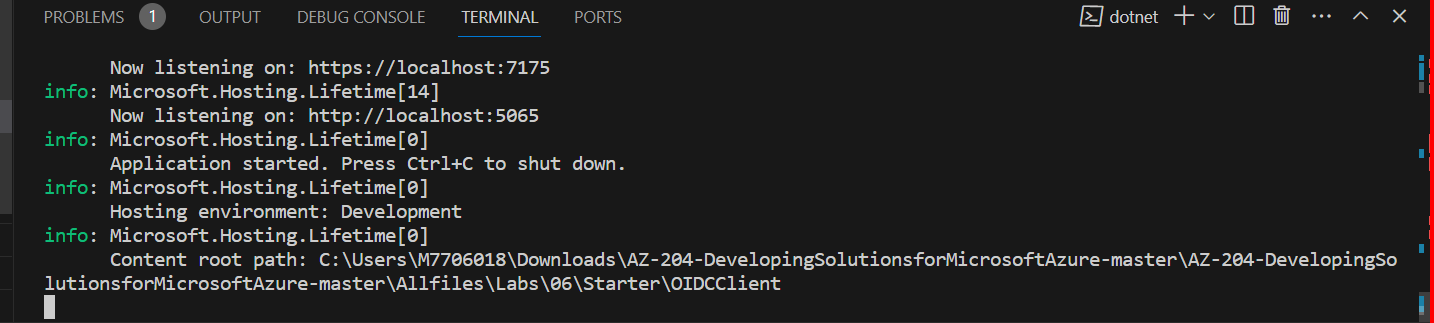 PROBLEMS 1 OUTPUT DEBUG CONSOLE TERMINAL PORTS dotnet
Now listening on: https://localhost:7175
info: Microsoft.Hosting.Lifetime[14]
Now listening on: http://localhost:5065
info: Microsoft.Hosting.Lifetime[0]
Application started. Press Ctrl+C to shut down.
info: Microsoft.Hosting.Lifetime[0]
Hosting environment: Development
info: Microsoft.Hosting.Lifetime[0]
Content root path: C:\Users\M7706018\Downloads\AZ-204-DevelopingSolutionsforMicrosoftAzure-master\AZ-204-DevelopingSo
lutionsforMicrosoftAzure-master\Allfiles\Labs\06\Starter\OIDCClient